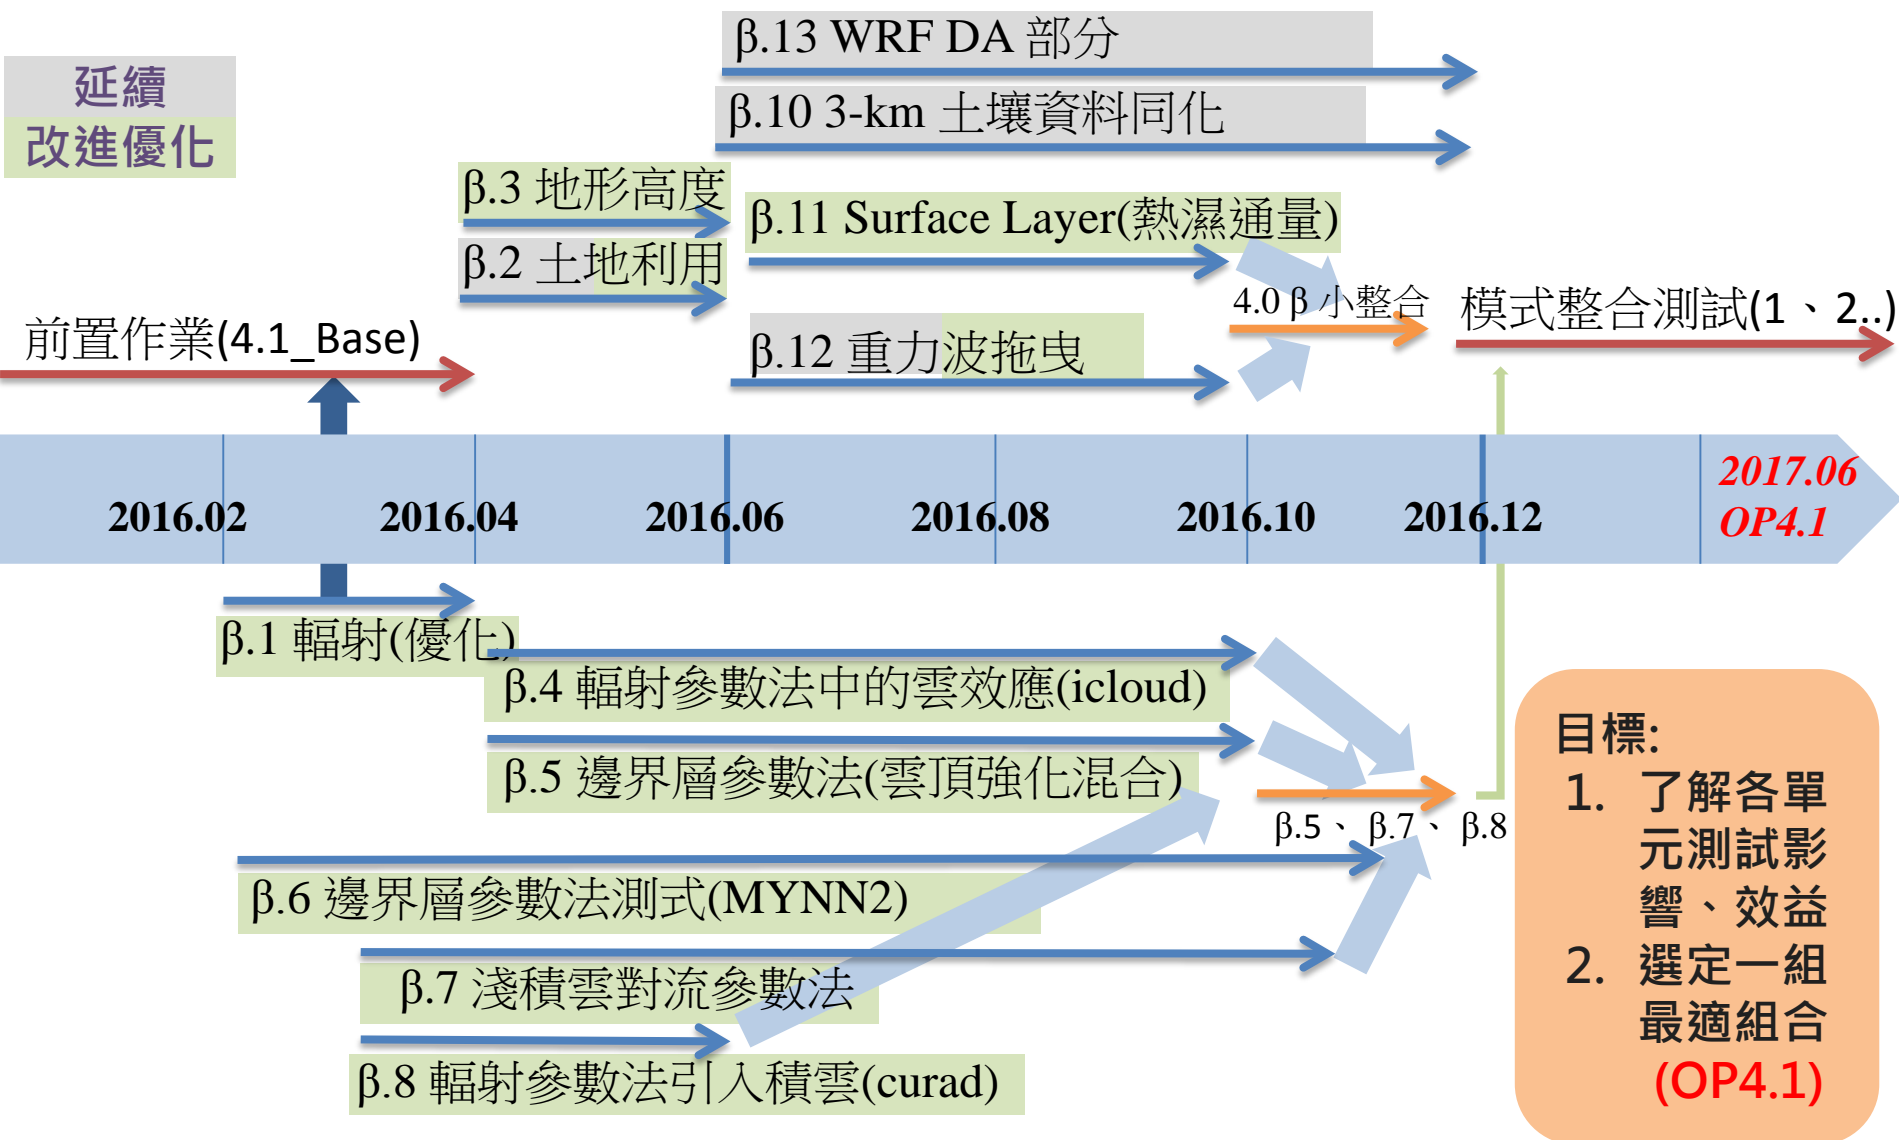 β.13 WRF DA 部分
延續
改進優化
β.10 3-km 土壤資料同化
β.3 地形高度
β.11 Surface Layer(熱濕通量)
β.2 土地利用
4.0 β 小整合
模式整合測試(1、2..)
前置作業(4.1_Base)
β.12 重力波拖曳
2016.02
2016.04
2016.06
2016.08
2016.10
2016.12
2017.06
OP4.1
β.1 輻射(優化)
β.4 輻射參數法中的雲效應(icloud)
β.5 邊界層參數法(雲頂強化混合)
β.5、β.7、β.8
β.6 邊界層參數法測式(MYNN2)
β.7 淺積雲對流參數法
β.8 輻射參數法引入積雲(curad)
目標:
1. 了解各單
元測試影
響、效益
2. 選定一組
最適組合
(OP4.1)